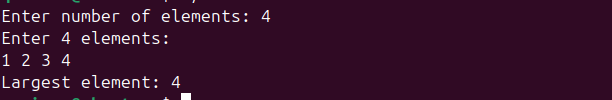 Enter number of elements: 4
Enter 4 elements:
1 2 3 4
Largest element: 4